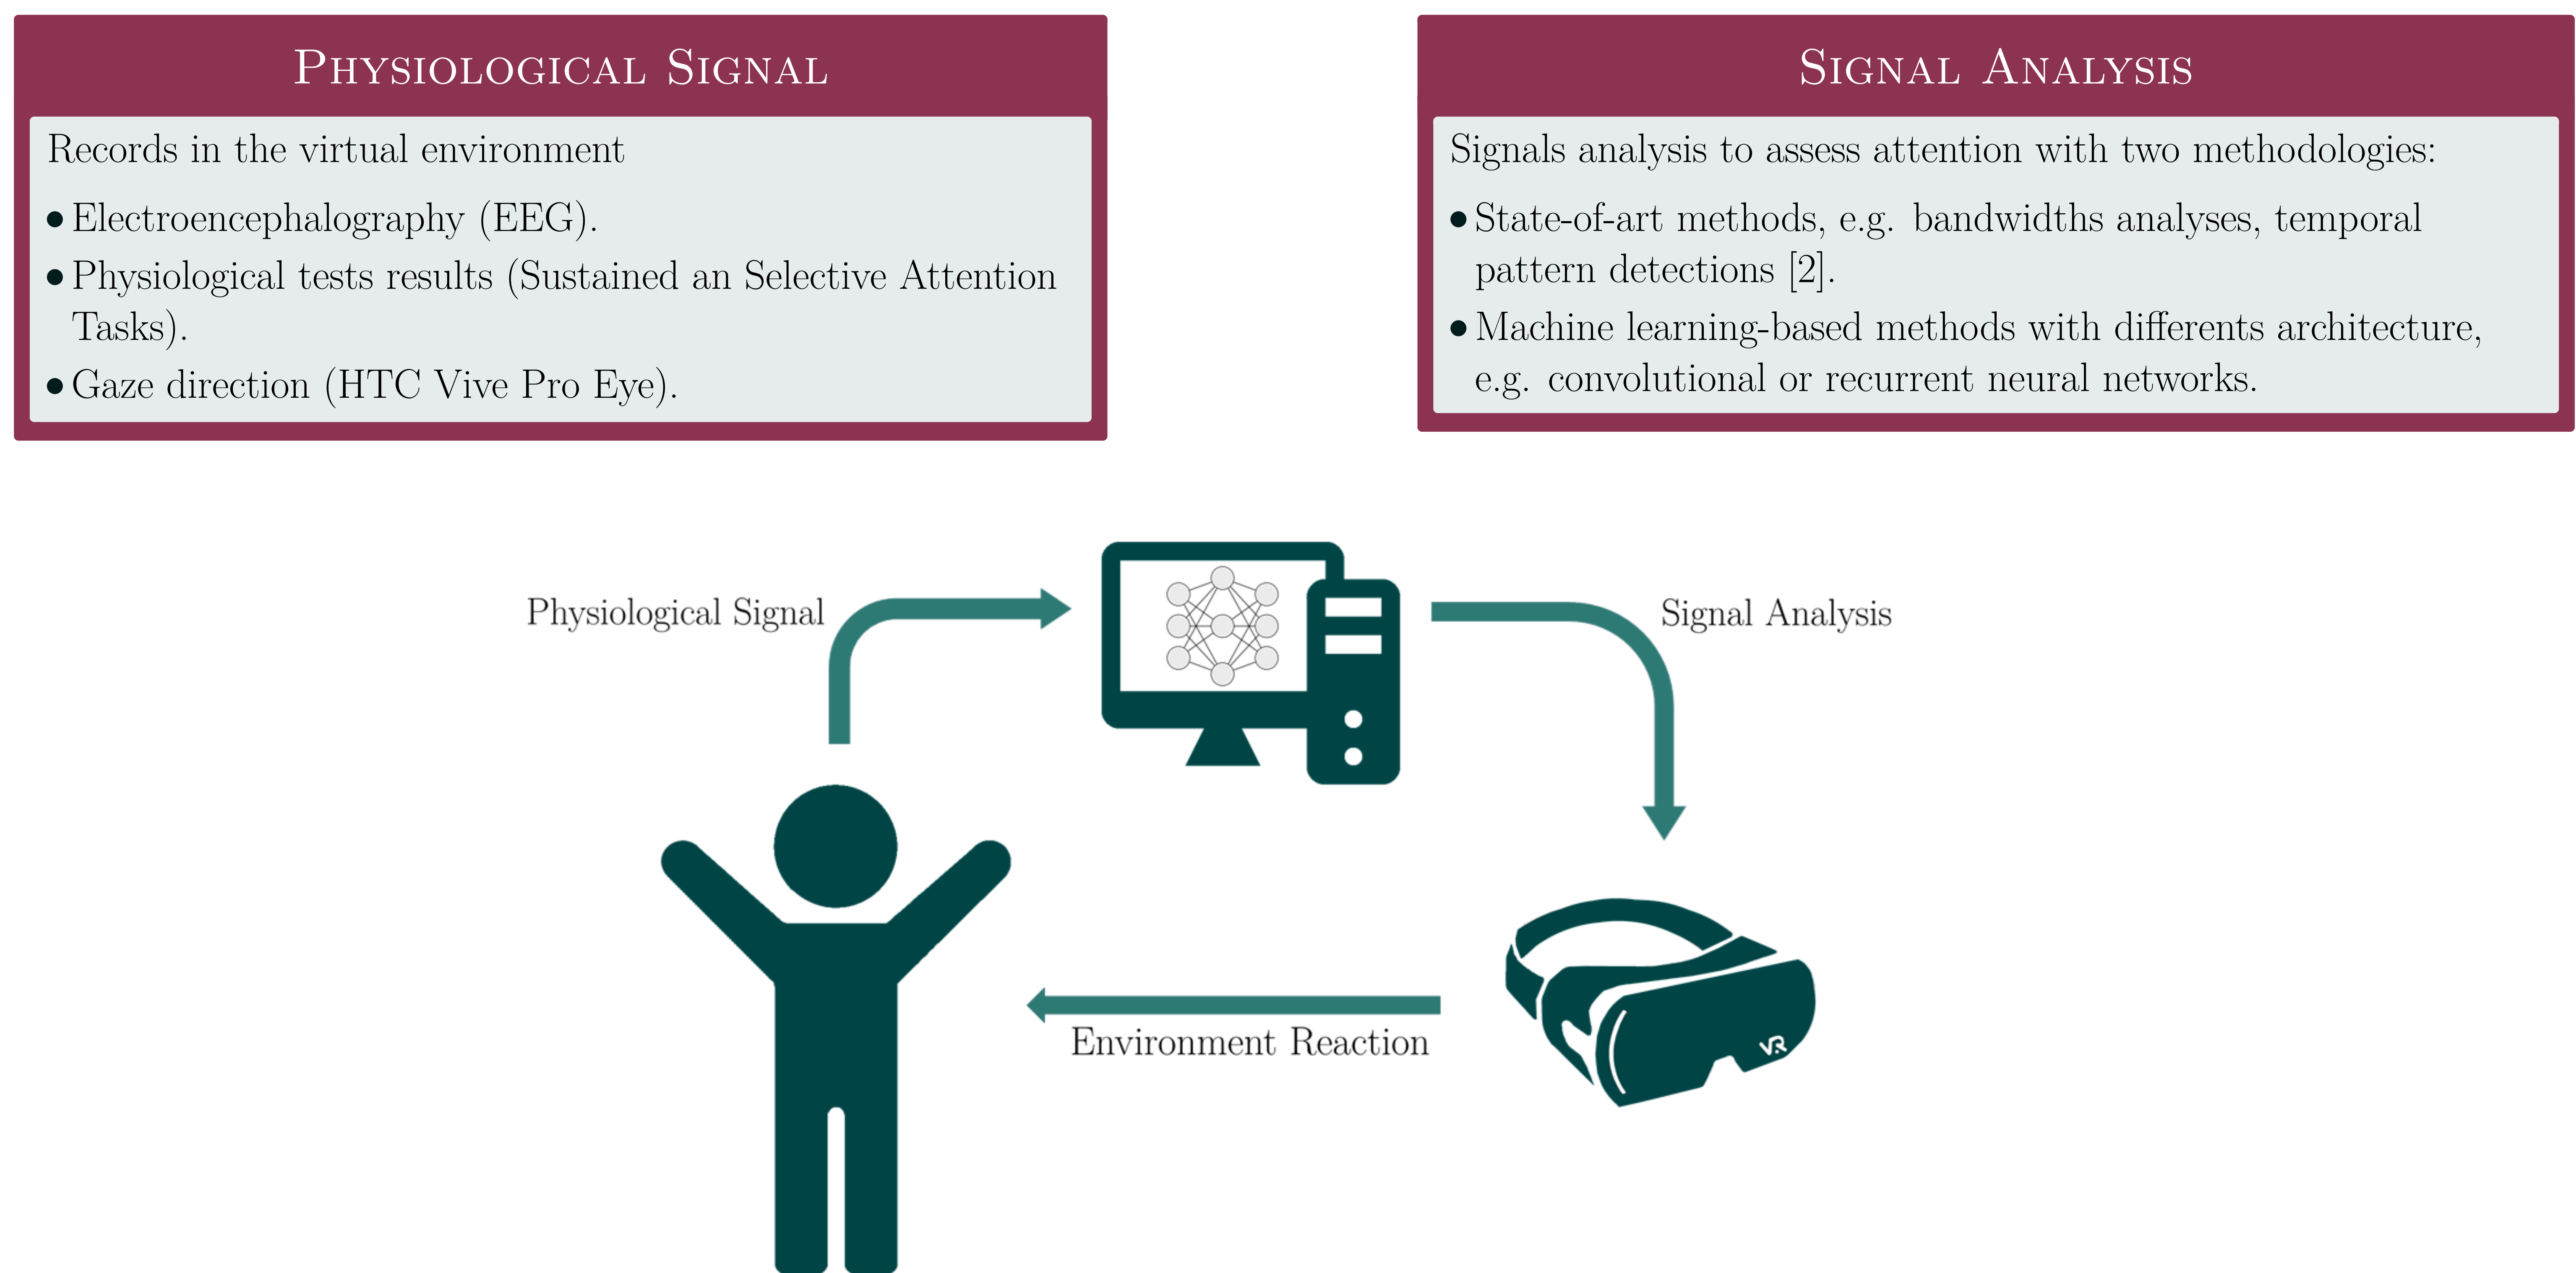 PHYSIOLOGICAL SIGNAL
Records in the virtual environment
• Electroencephalography (EEG).
• Physiological tests results (Sustained an Selective Attention
Tasks).
• Gaze direction (HTC Vive Pro Eye).
SIGNAL ANALYSIS
Signals analysis to assess attention with two methodologies:
• State-of-art methods, e.g. bandwidths analyses, temporal
pattern detections [2].
• Machine learning-based methods with differents architecture,
e.g. convolutional or recurrent neural networks.
Physiological Signal
Signal Analysis
Environment Reaction
VR